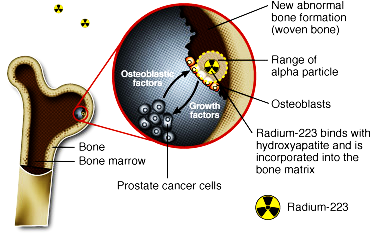 New abnormal
bone formation
(woven bone)
Range of
alpha particle
Osteoblastic
factors
Growth
factors
Osteoblasts
Radium-223 binds with
hydroxyapatite and is
incorporated into the
bone matrix
Bone
Bone marrow
Prostate cancer cells
Radium-223